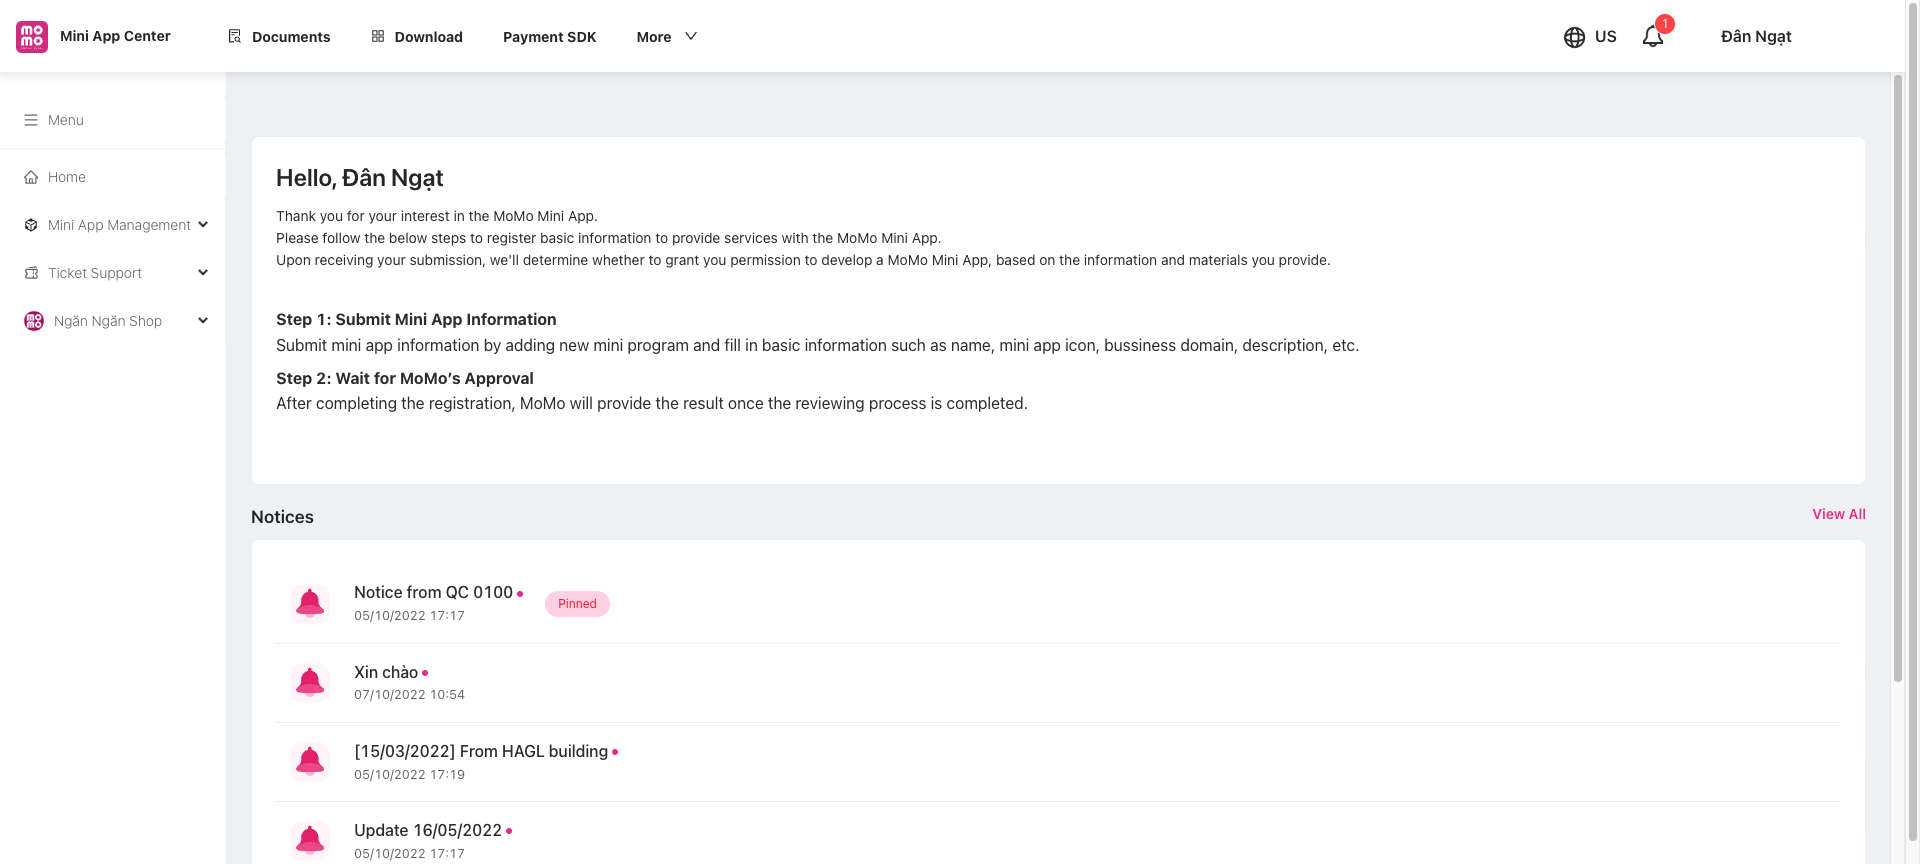 MOMO
Mini App Center
Documents
Download
Payment SDK
More
US
1
Đân Ngạt
Menu
Home
Mini App Management
Ticket Support
Ngăn Ngăn Shop
Hello, Đân Ngạt
Thank you for your interest in the MoMo Mini App.
Please follow the below steps to register basic information to provide services with the MoMo Mini App.
Upon receiving your submission, we'll determine whether to grant you permission to develop a MoMo Mini App, based on the information and materials you provide.
Step 1: Submit Mini App Information
Submit mini app information by adding new mini program and fill in basic information such as name, mini app icon, bussiness domain, description, etc.
Step 2: Wait for MoMo’s Approval
After completing the registration, MoMo will provide the result once the reviewing process is completed.
Notices
View All
Notice from QC 0100
Pinned
05/10/2022 17:17
Xin chào
07/10/2022 10:54
[15/03/2022] From HAGL building
05/10/2022 17:19
Update 16/05/2022
05/10/2022 17:17